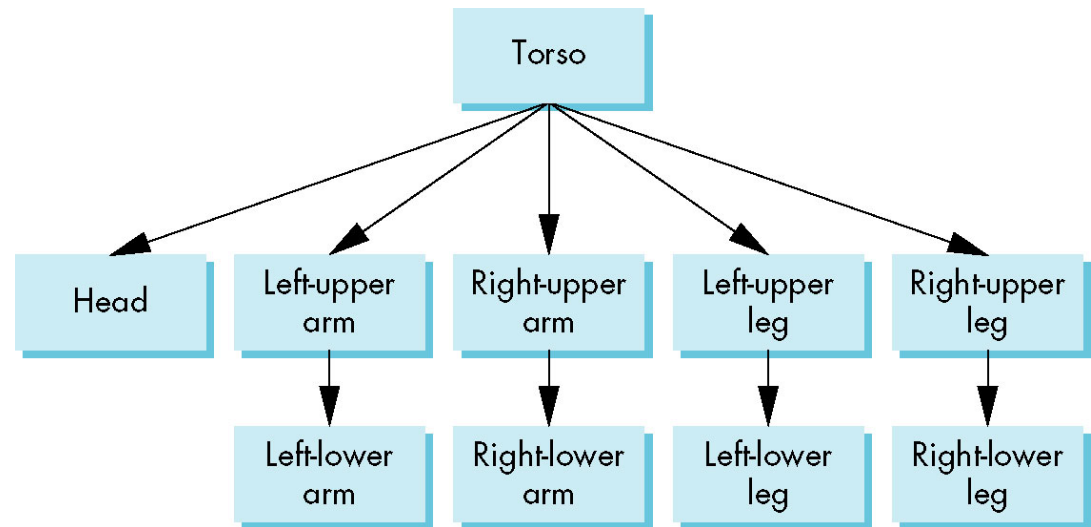 Torso
Head
Left-upper
arm
Right-upper
arm
Left-upper
leg
Right-upper
leg
Left-lower
arm
Right-lower
arm
Left-lower
leg
Right-lower
leg